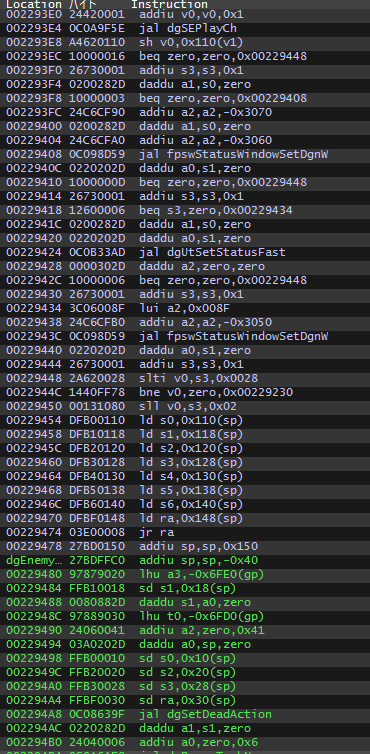 Location バイト Instruction
002293E0 24420001 addiu v0,v0,0x1
002293E4 0C0A9F5E jal dgSEPlayCh
002293E8 A4620110 sh v0,0x110(v1)
002293EC 10000016 beq zero,zero,0x00229448
002293F0 26730001 addiu s3,s3,0x1
002293F4 0200282D daddu a1,s0,zero
002293F8 10000003 beq zero,zero,0x00229408
002293FC 24C6CF90 addiu a2,a2,-0x3070
00229400 0200282D daddu a1,s0,zero
00229404 24C6CFA0 addiu a2,a2,-0x3060
00229408 0C098D59 jal fpswStatusWindowSetDgnW
0022940C 0220202D daddu a0,s1,zero
00229410 1000000D beq zero,zero,0x00229448
00229414 26730001 addiu s3,s3,0x1
00229418 12600006 beq s3,zero,0x00229434
0022941C 0200282D daddu a1,s0,zero
00229420 0220202D daddu a0,s1,zero
00229424 0C0B33AD jal dgUtSetStatusFast
00229428 0000302D daddu a2,zero,zero
0022942C 10000006 beq zero,zero,0x00229448
00229430 26730001 addiu s3,s3,0x1
00229434 3C06008F lui a2,0x008F
00229438 24C6CFB0 addiu a2,a2,-0x3050
0022943C 0C098D59 jal fpswStatusWindowSetDgnW
00229440 0220202D daddu a0,s1,zero
00229444 26730001 addiu s3,s3,0x1
00229448 2A620028 slti v0,s3,0x0028
0022944C 1440FF78 bne v0,zero,0x00229230
00229450 00131080 sll v0,s3,0x02
00229454 DFB00110 ld s0,0x110(sp)
00229458 DFB10118 ld s1,0x118(sp)
0022945C DFB20120 ld s2,0x120(sp)
00229460 DFB30128 ld s3,0x128(sp)
00229464 DFB40130 ld s4,0x130(sp)
00229468 DFB50138 ld s5,0x138(sp)
0022946C DFB60140 ld s6,0x140(sp)
00229470 DFBF0148 ld ra,0x148(sp)
00229474 03E00008 jr ra
00229478 27BD0150 addiu sp,sp,0x150
dgEnemy... 27BDFFC0 addiu sp,sp,-0x40
00229480 97879020 lhu a3,-0x6FE0(gp)
00229484 FFB10018 sd s1,0x18(sp)
00229488 0080882D daddu s1,a0,zero
0022948C 97889030 lhu t0,-0x6FD0(gp)
00229490 24060041 addiu a2,zero,0x41
00229494 03A0202D daddu a0,sp,zero
00229498 FFB00010 sd s0,0x10(sp)
0022949C FFB20020 sd s2,0x20(sp)
002294A0 FFB30028 sd s3,0x28(sp)
002294A4 FFBF0030 sd ra,0x30(sp)
002294A8 0C08639F jal dgSetDeadAction
002294AC 0220282D daddu a1,s1,zero
002294B0 24040006 addiu a0,zero,0x6